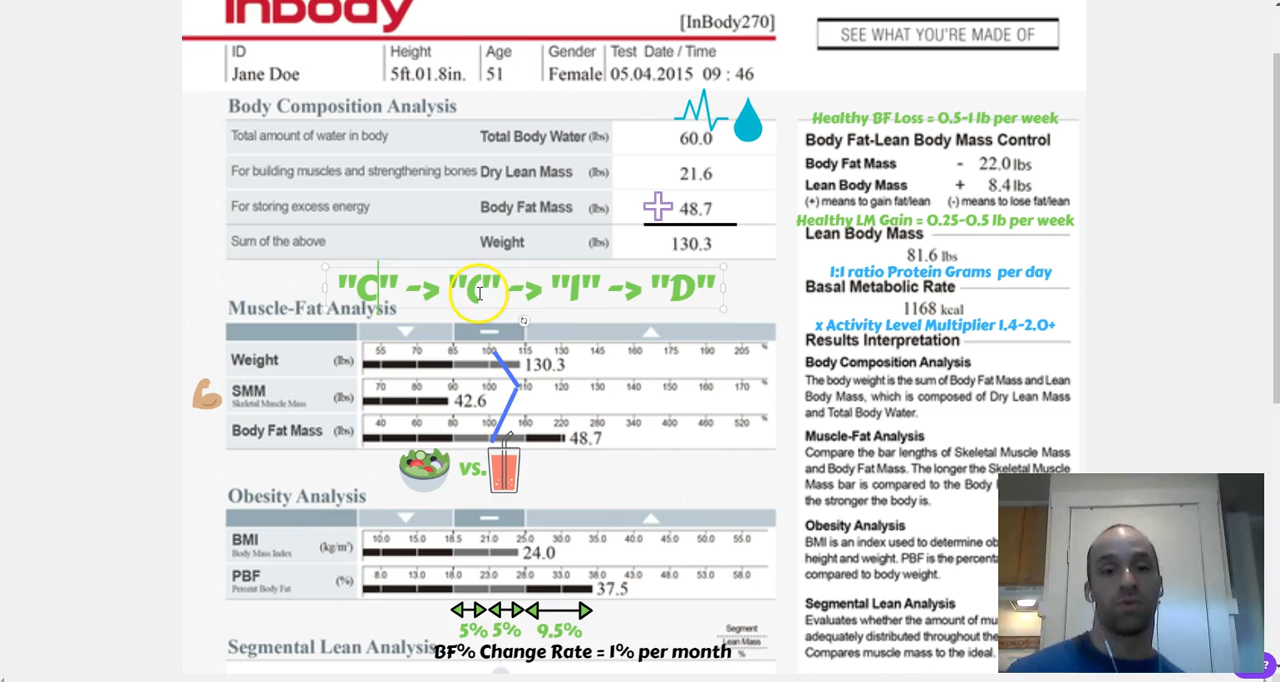 InBody
[InBody270]
SEE WHAT YOU'RE MADE OF
ID Height Age Gender Test Date / Time
Jane Doe 5ft.01.8in. 51 Female 05.04.2015 09 : 46
Body Composition Analysis
Total amount of water in body Total Body Water (lbs) 60.0
For building muscles and strengthening bones Dry Lean Mass (lbs) 21.6
For storing excess energy Body Fat Mass (lbs) 48.7
Sum of the above Weight (lbs) 130.3
"C" -> "C" -> "I" -> "D"
Muscle-Fat Analysis
55 70 85 100 115 130 145 160 175 190 205 %
Weight (lbs) 130.3
70 80 90 100 110 120 130 140 150 160 170 %
SMM (lbs) 42.6
Skeletal Muscle Mass
40 60 80 100 160 220 280 340 400 460 520 %
Body Fat Mass (lbs) 48.7
vs.
Obesity Analysis
10.0 15.0 18.5 21.0 25.0 30.0 35.0 40.0 45.0 50.0 55.0
BMI (kg/m²) 24.0
Body Mass Index
8.0 13.0 18.0 23.0 28.0 33.0 38.0 43.0 48.0 53.0 58.0
PBF (%) 37.5
Percent Body Fat
5% 5% 9.5%
BF% Change Rate = 1% per month
Segmental Lean Analysis
Segment
Lean Mass
%
Healthy BF Loss = 0.5-1 lb per week
Body Fat-Lean Body Mass Control
Body Fat Mass - 22.0 lbs
Lean Body Mass + 8.4 lbs
(+) means to gain fat/lean (-) means to lose fat/lean
Healthy LM Gain = 0.25-0.5 lb per week
Lean Body Mass
81.6 lbs
1:1 ratio Protein Grams per day
Basal Metabolic Rate
1168 kcal
x Activity Level Multiplier 1.4-2.0+
Results Interpretation
Body Composition Analysis
The body weight is the sum of Body Fat Mass and Lean
Body Mass, which is composed of Dry Lean Mass
and Total Body Water.
Muscle-Fat Analysis
Compare the bar lengths of Skeletal Muscle Mass
and Body Fat Mass. The longer the Skeletal Muscle
Mass bar is compared to the Body
the stronger the body is.
Obesity Analysis
BMI is an index used to determine ob
height and weight. PBF is the percenta
compared to body weight.
Segmental Lean Analysis
Evaluates whether the amount of mu
adequately distributed throughout the
Compares muscle mass to the ideal.